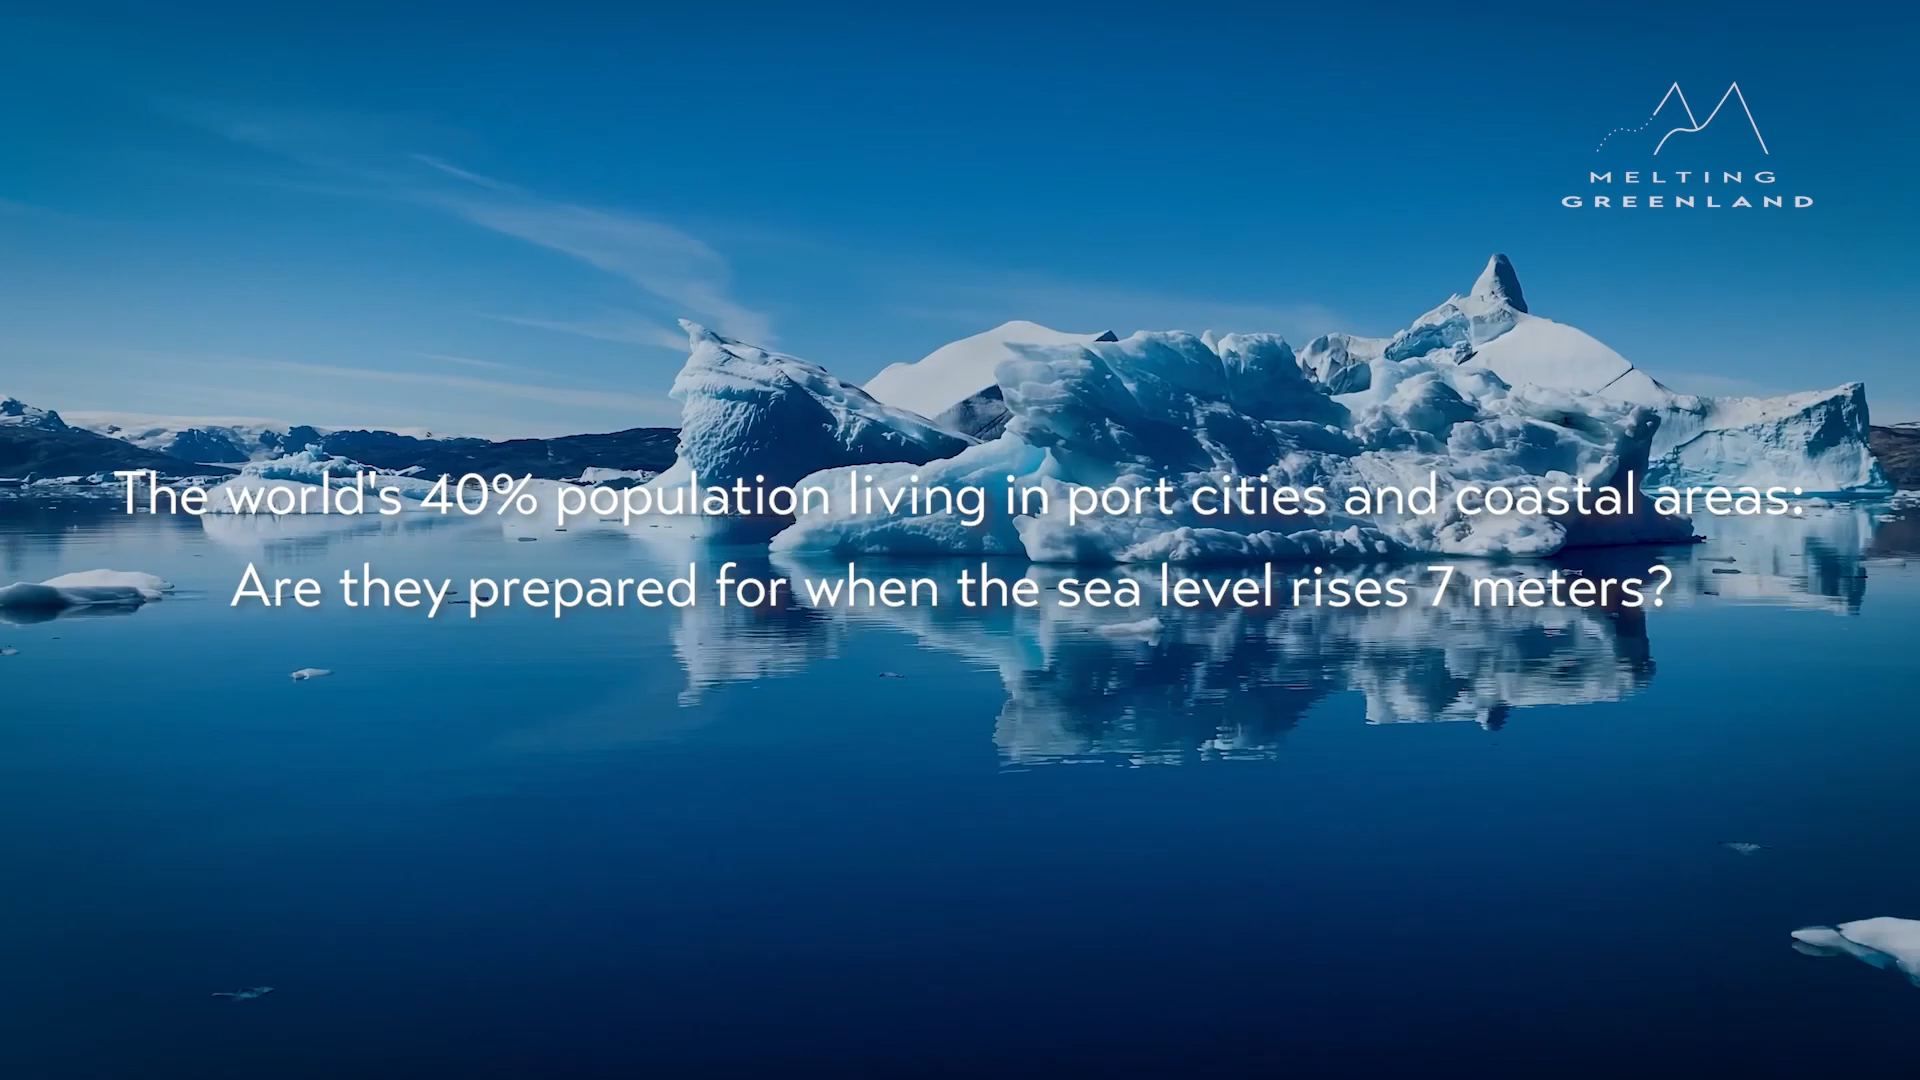 MELTING
GREENLAND
The world's 40% population living in port cities and coastal areas:
Are they prepared for when the sea level rises 7 meters?